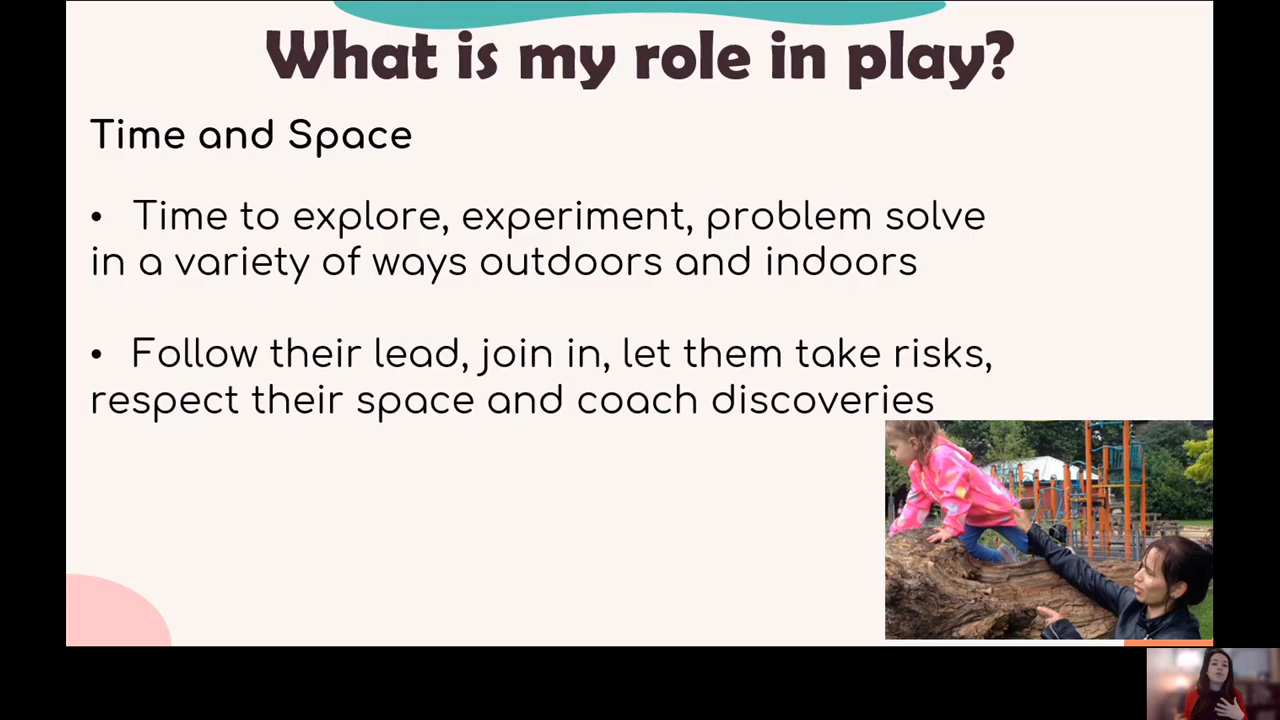 What is my role in play?
Time and Space
• Time to explore, experiment, problem solve
in a variety of ways outdoors and indoors
• Follow their lead, join in, let them take risks,
respect their space and coach discoveries